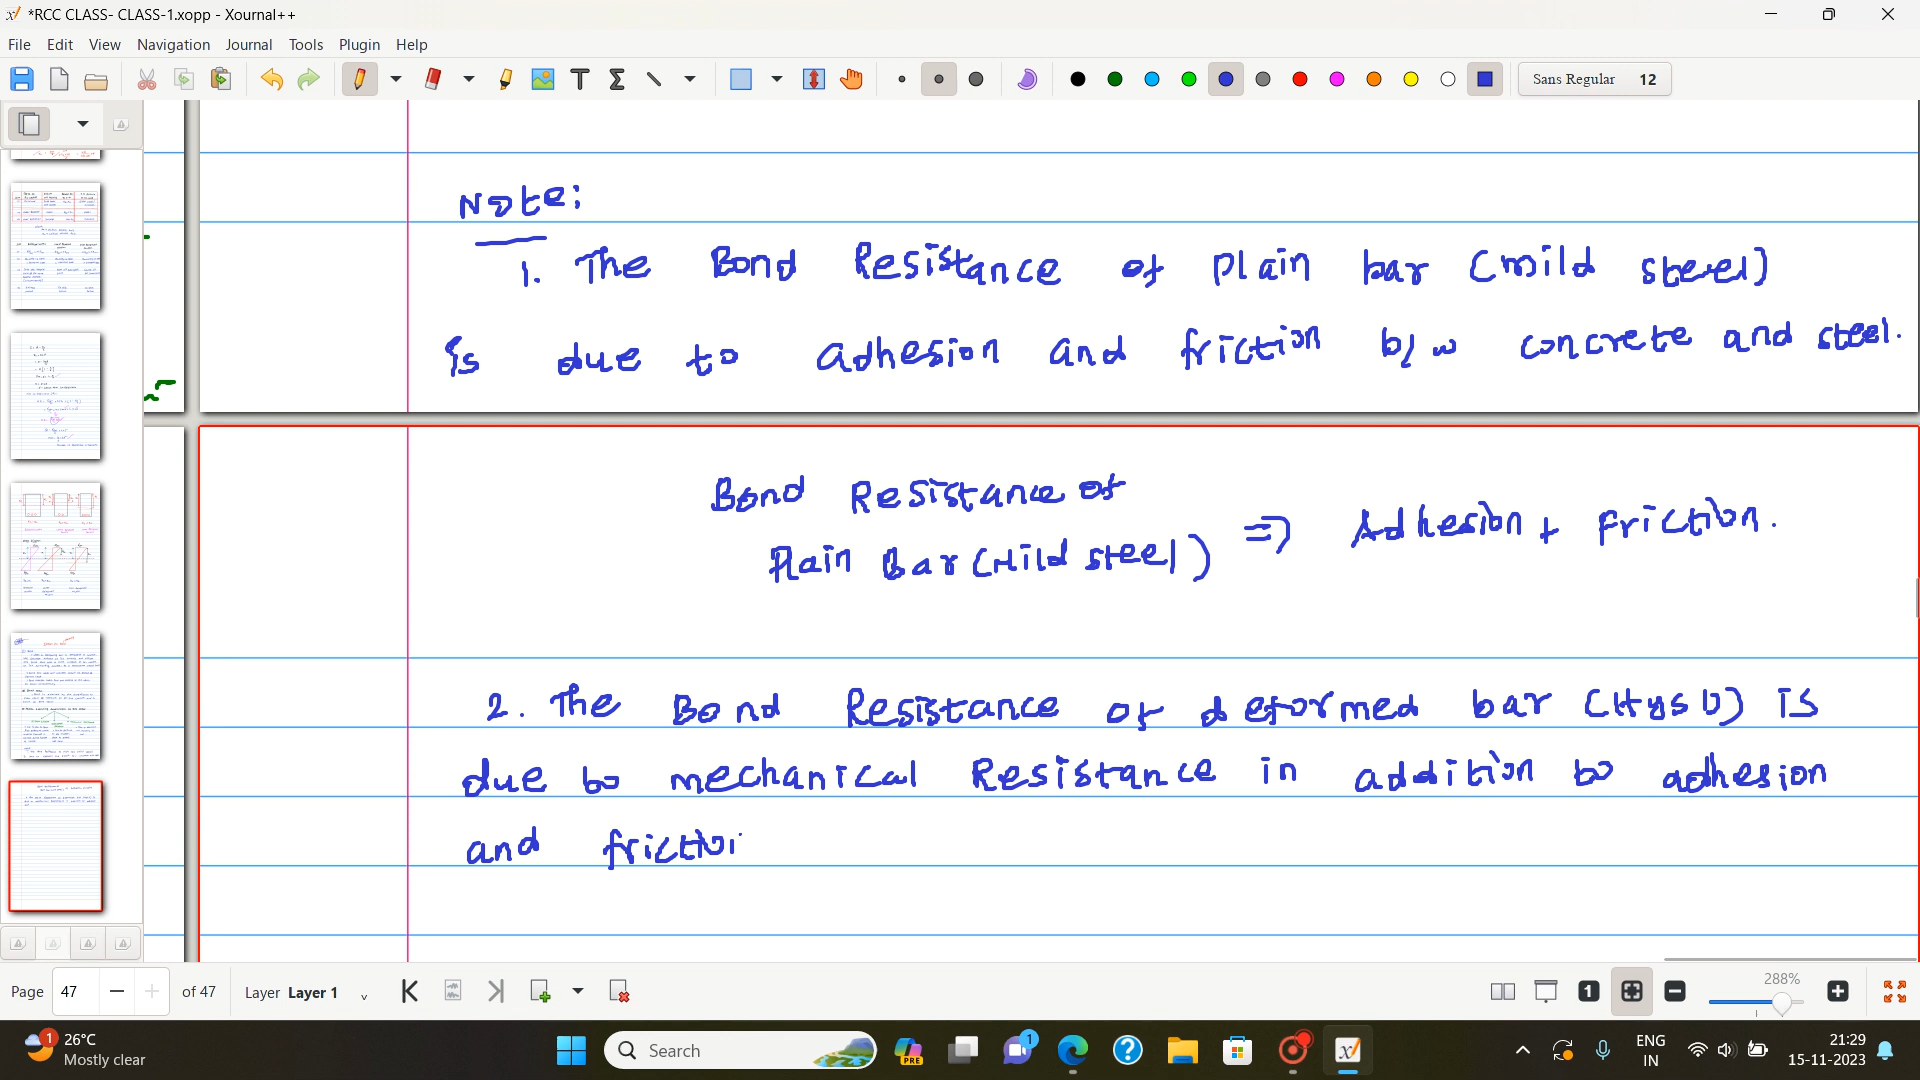 *RCC CLASS- CLASS-1.xopp - Xournal++
File Edit View Navigation Journal Tools Plugin Help
Sans Regular 12
Note:
1. The Bond Resistance of plain bar (mild steel)
is due to adhesion and friction b/w concrete and steel.
Bond Resistance of
Plain Bar (Mild steel) => Adhesion + friction.
2. The Bond Resistance of deformed bar (HYSD) is
due to mechanical Resistance in addition to adhesion
and frictioi
Page 47 of 47 Layer Layer 1 288%
26°C
Mostly clear
Search
PRE
1
1
ENG
IN
21:29
15-11-2023